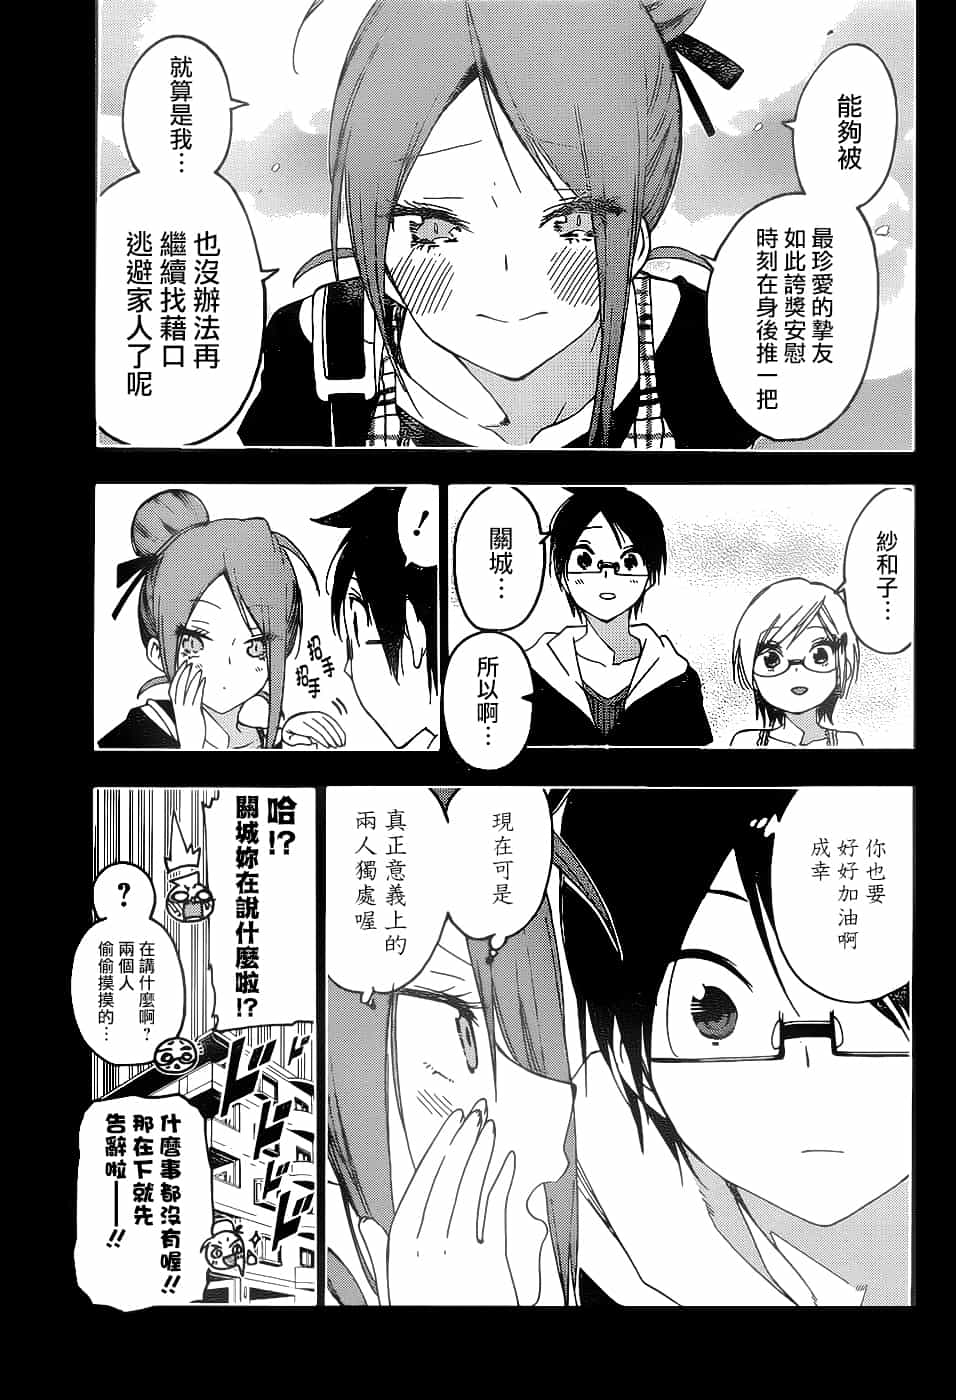 能夠被
最珍愛的摯友
如此誇獎安慰
時刻在身後推一把
就算是我…
也沒辦法再
繼續找藉口
逃避家人了呢
紗和子…
關城…
所以啊…
!
招手
招手
你也要
好好加油啊
成幸
現在可是
真正意義上的
兩人獨處喔
哈!?
關城妳在說什麼啦!?
?
在講什麼啊?
兩個人
偷偷摸摸的…
ドドドド
什麼事都沒有喔!!
那在下就先
告辭啦——!!